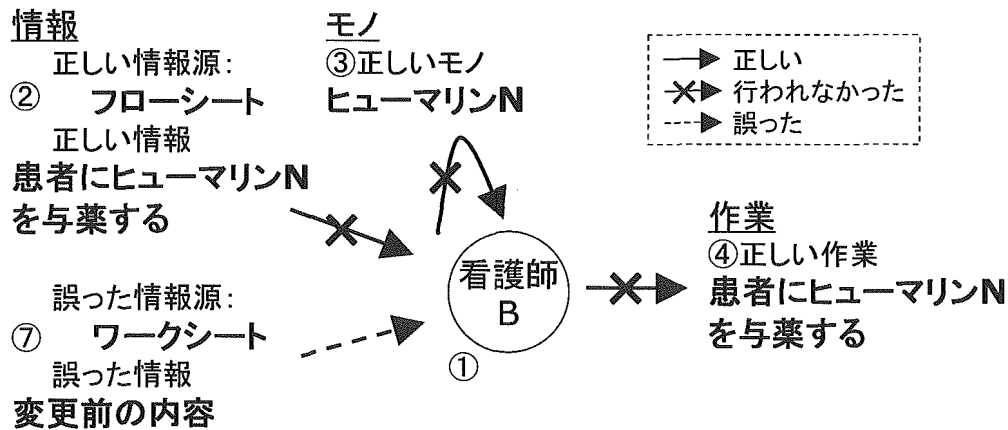 情報
正しい情報源:
② フローシート
正しい情報
患者にヒューマリンN
を与薬する
誤った情報源:
⑦ ワークシート
誤った情報
変更前の内容
モノ
③正しいモノ
ヒューマリンN
看護師
B
①
正しい
行われなかった
誤った
作業
④正しい作業
患者にヒューマリンN
を与薬する